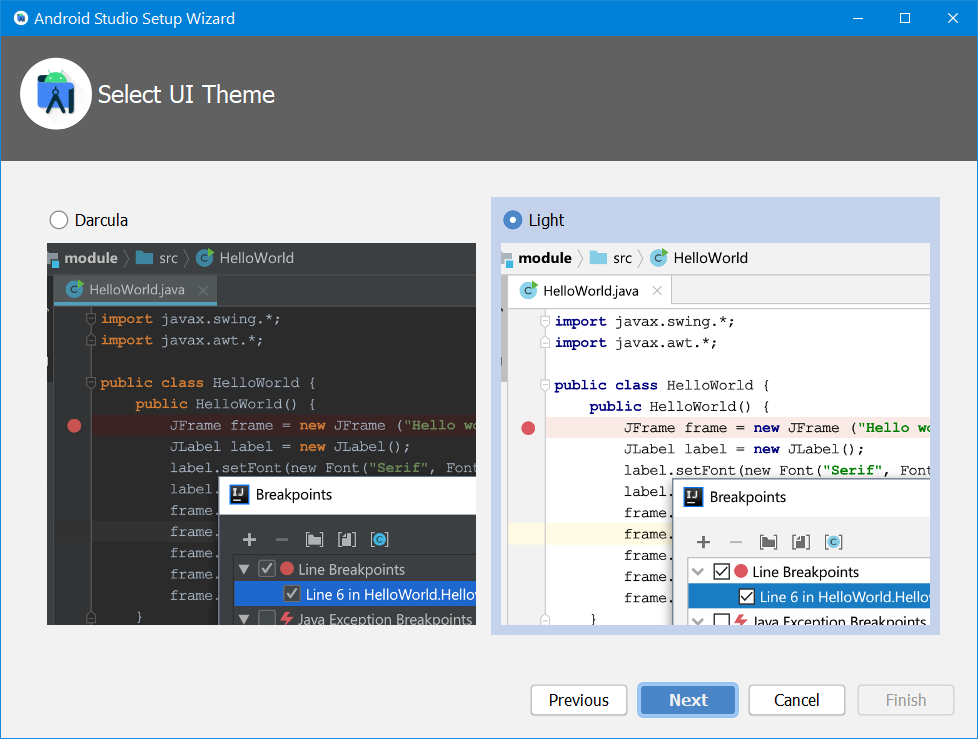 Android Studio Setup Wizard
Select UI Theme
Darcula
module src HelloWorld
HelloWorld.java
import javax.swing.*;
import javax.awt.*;
public class HelloWorld {
public HelloWorld() {
JFrame frame = new JFrame ("Hello wo
JLabel label = new JLabel();
label.setFont(new Font("Serif", Font
label.
frame.
frame.
frame.
frame.
frame.
}
Breakpoints
Line Breakpoints
Line 6 in HelloWorld.Hello
Java Exception Breakpoints
Light
module src HelloWorld
HelloWorld.java
import javax.swing.*;
import javax.awt.*;
public class HelloWorld {
public HelloWorld() {
JFrame frame = new JFrame ("Hello wo
JLabel label = new JLabel();
label.setFont(new Font("Serif", Font
label.
frame.
frame.
frame.
frame.
frame.
}
Breakpoints
Line Breakpoints
Line 6 in HelloWorld.Hello
Java Exception Breakpoints
Previous Next Cancel Finish